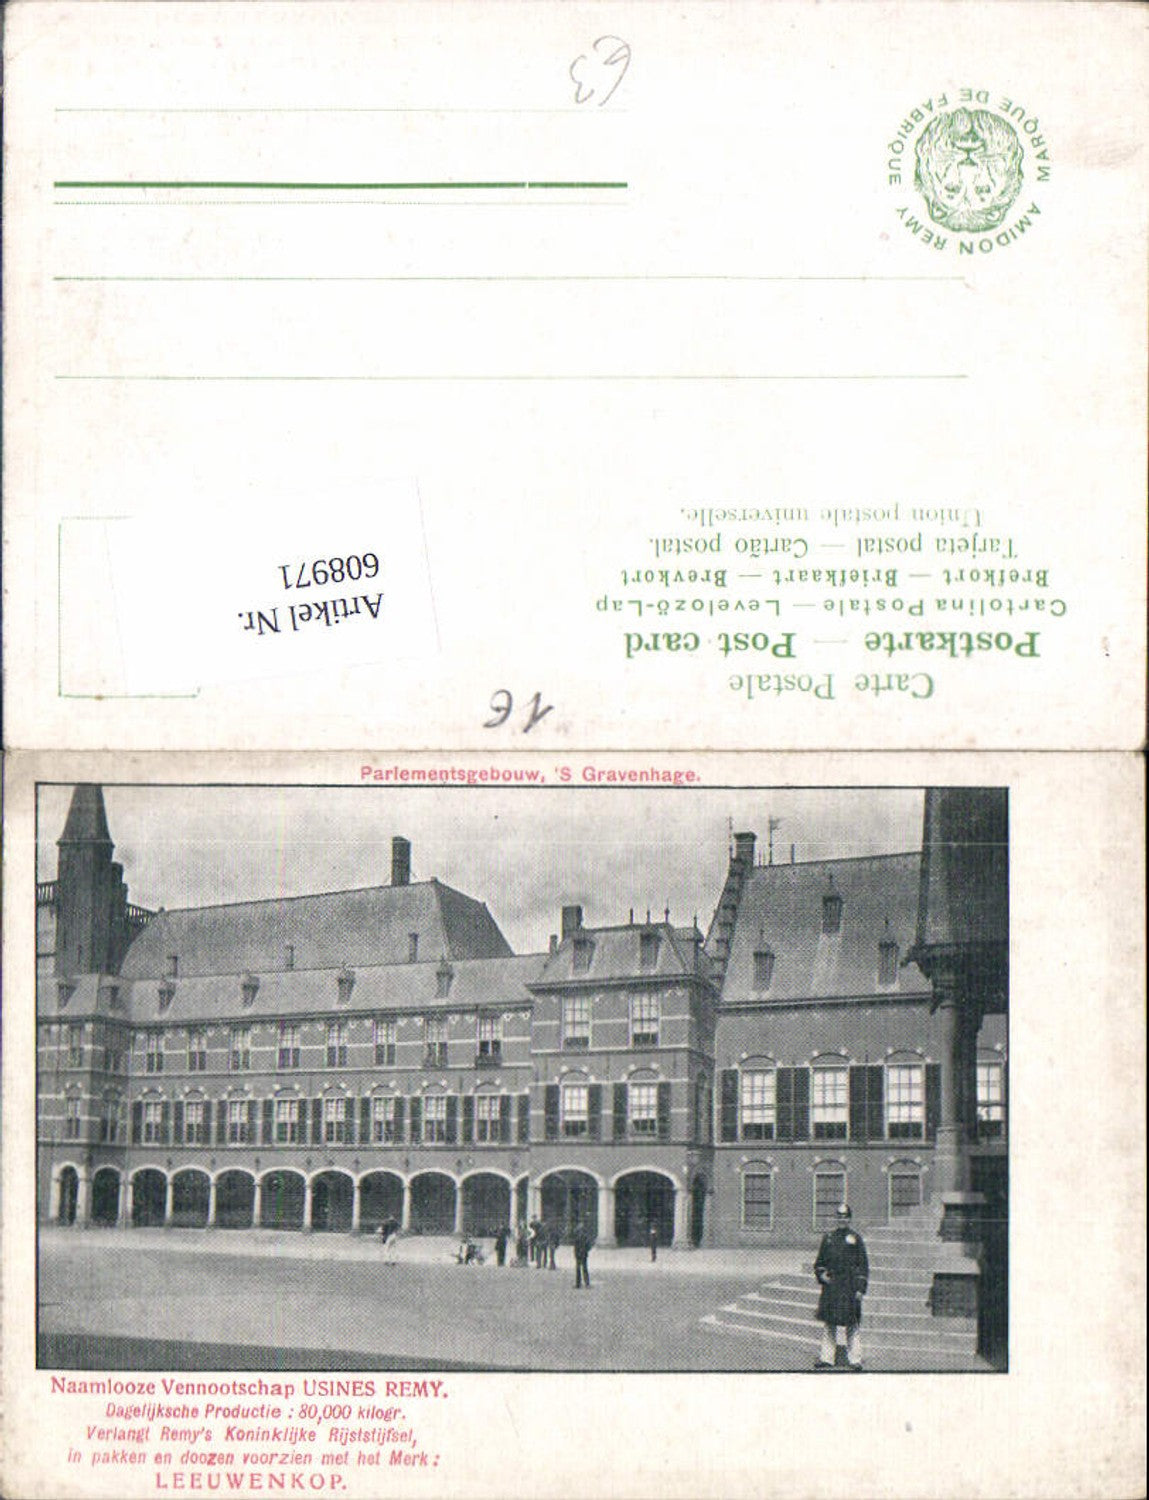 63
MARQUE DE FABRIQUE
AMIDON REMY
Carte Postale
Postkarte — Post card
Cartolina Postale — Levelozö-Lap
Brefkort — Briefkaart — Brevkort
Tarjeta postal — Cartão postal.
Union postale universelle.
Artikel Nr.
608971
1E
Parlementsgebouw, 'S Gravenhage.
Naamlooze Vennootschap USINES REMY.
Dagelijksche Productie : 80,000 kilogr.
Verlangt Remy's Koninklijke Rijststijfsel,
in pakken en doozen voorzien met het Merk :
LEEUWENKOP.